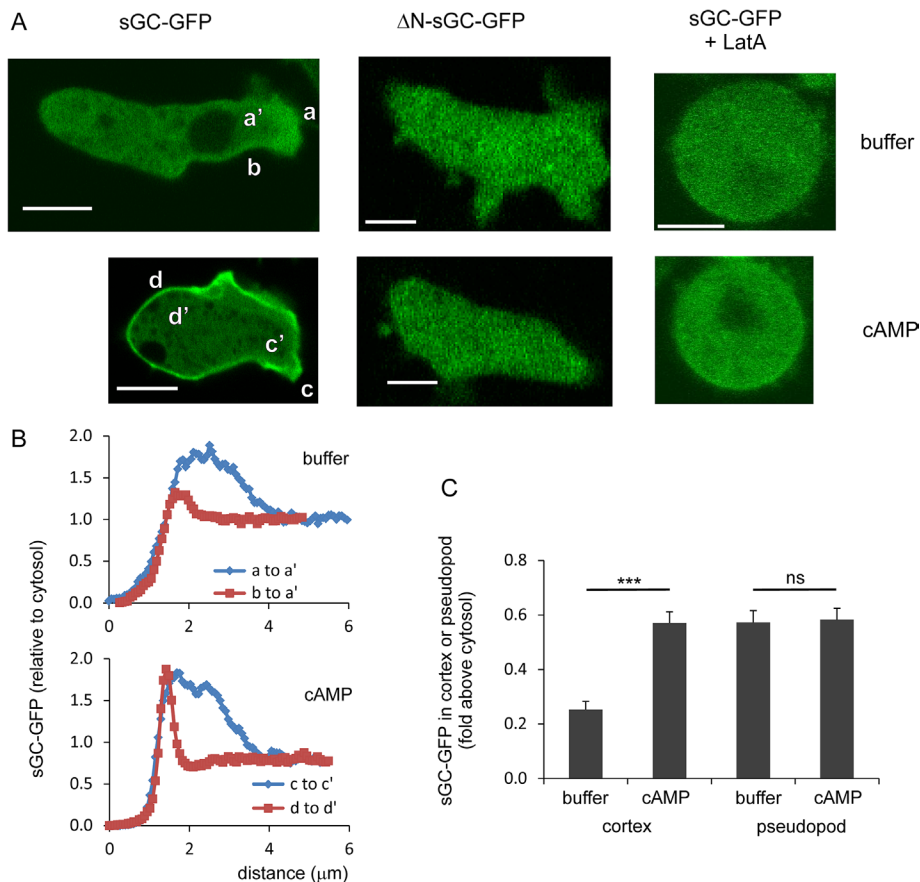 A
sGC-GFP
ΔN-sGC-GFP
sGC-GFP
+ LatA
a
a'
b
buffer
d
d'
c'
c
cAMP
B
sGC-GFP (relative to cytosol)
2.0
1.5
1.0
0.5
0.0
buffer
a to a'
b to a'
0
2
4
6
2.0
1.5
1.0
0.5
0.0
cAMP
c to c'
d to d'
0
2
4
6
distance (μm)
C
sGC-GFP in cortex or pseudopod
(fold above cytosol)
0.8
0.6
0.4
0.2
0.0
***
ns
buffer
cAMP
buffer
cAMP
cortex
pseudopod